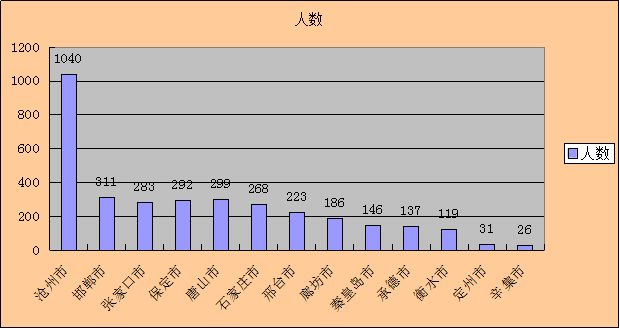 人数
1200
1000
800
600
400
200
0
1040
311
283
292
299
268
223
186
146
137
119
31
26
沧州市
邯郸市
张家口市
保定市
唐山市
石家庄市
邢台市
廊坊市
秦皇岛市
承德市
衡水市
定州市
辛集市
人数